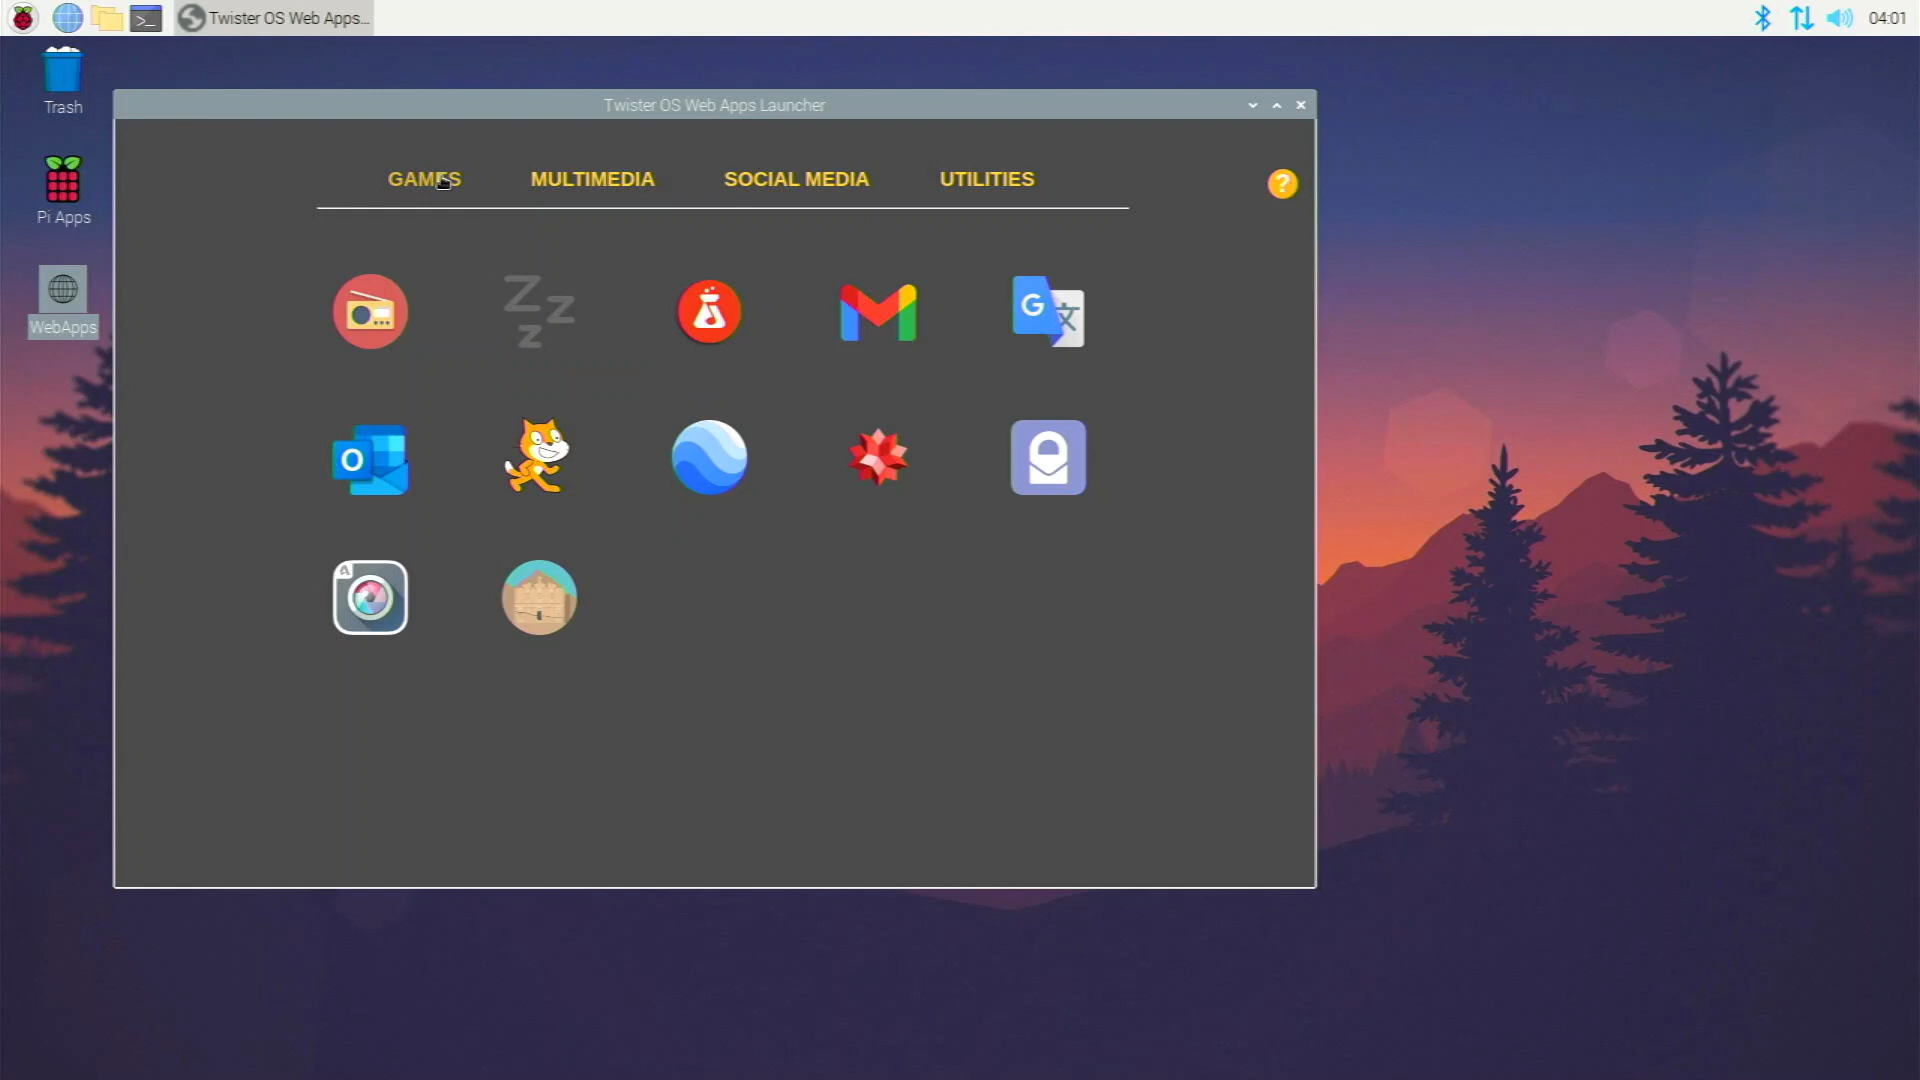 Twister OS Web Apps...
04:01
Trash
Twister OS Web Apps Launcher
GAMES
MULTIMEDIA
SOCIAL MEDIA
UTILITIES
?
Pi Apps
WebApps
>_
Z
Z
Z
G
文
O
A